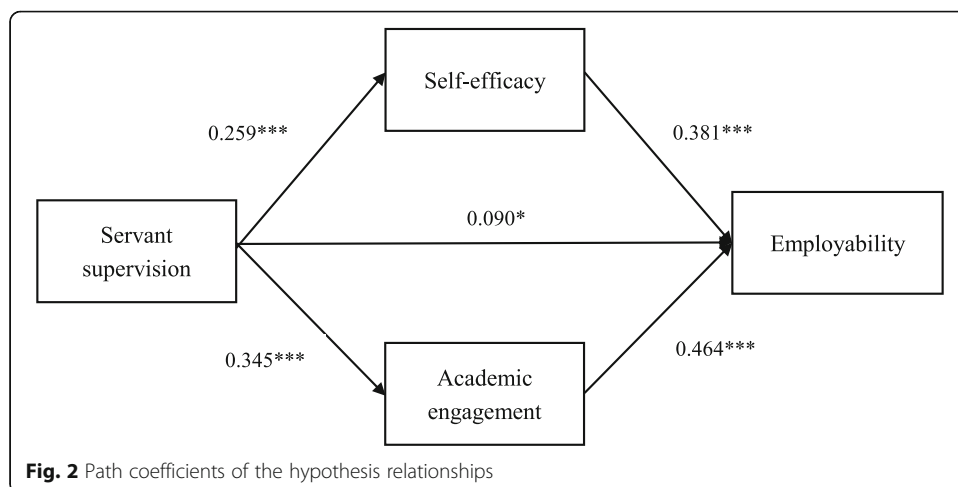 Self-efficacy
0.259***
0.381***
0.090*
Servant
supervision
Employability
0.345***
0.464***
Academic
engagement
Fig. 2 Path coefficients of the hypothesis relationships